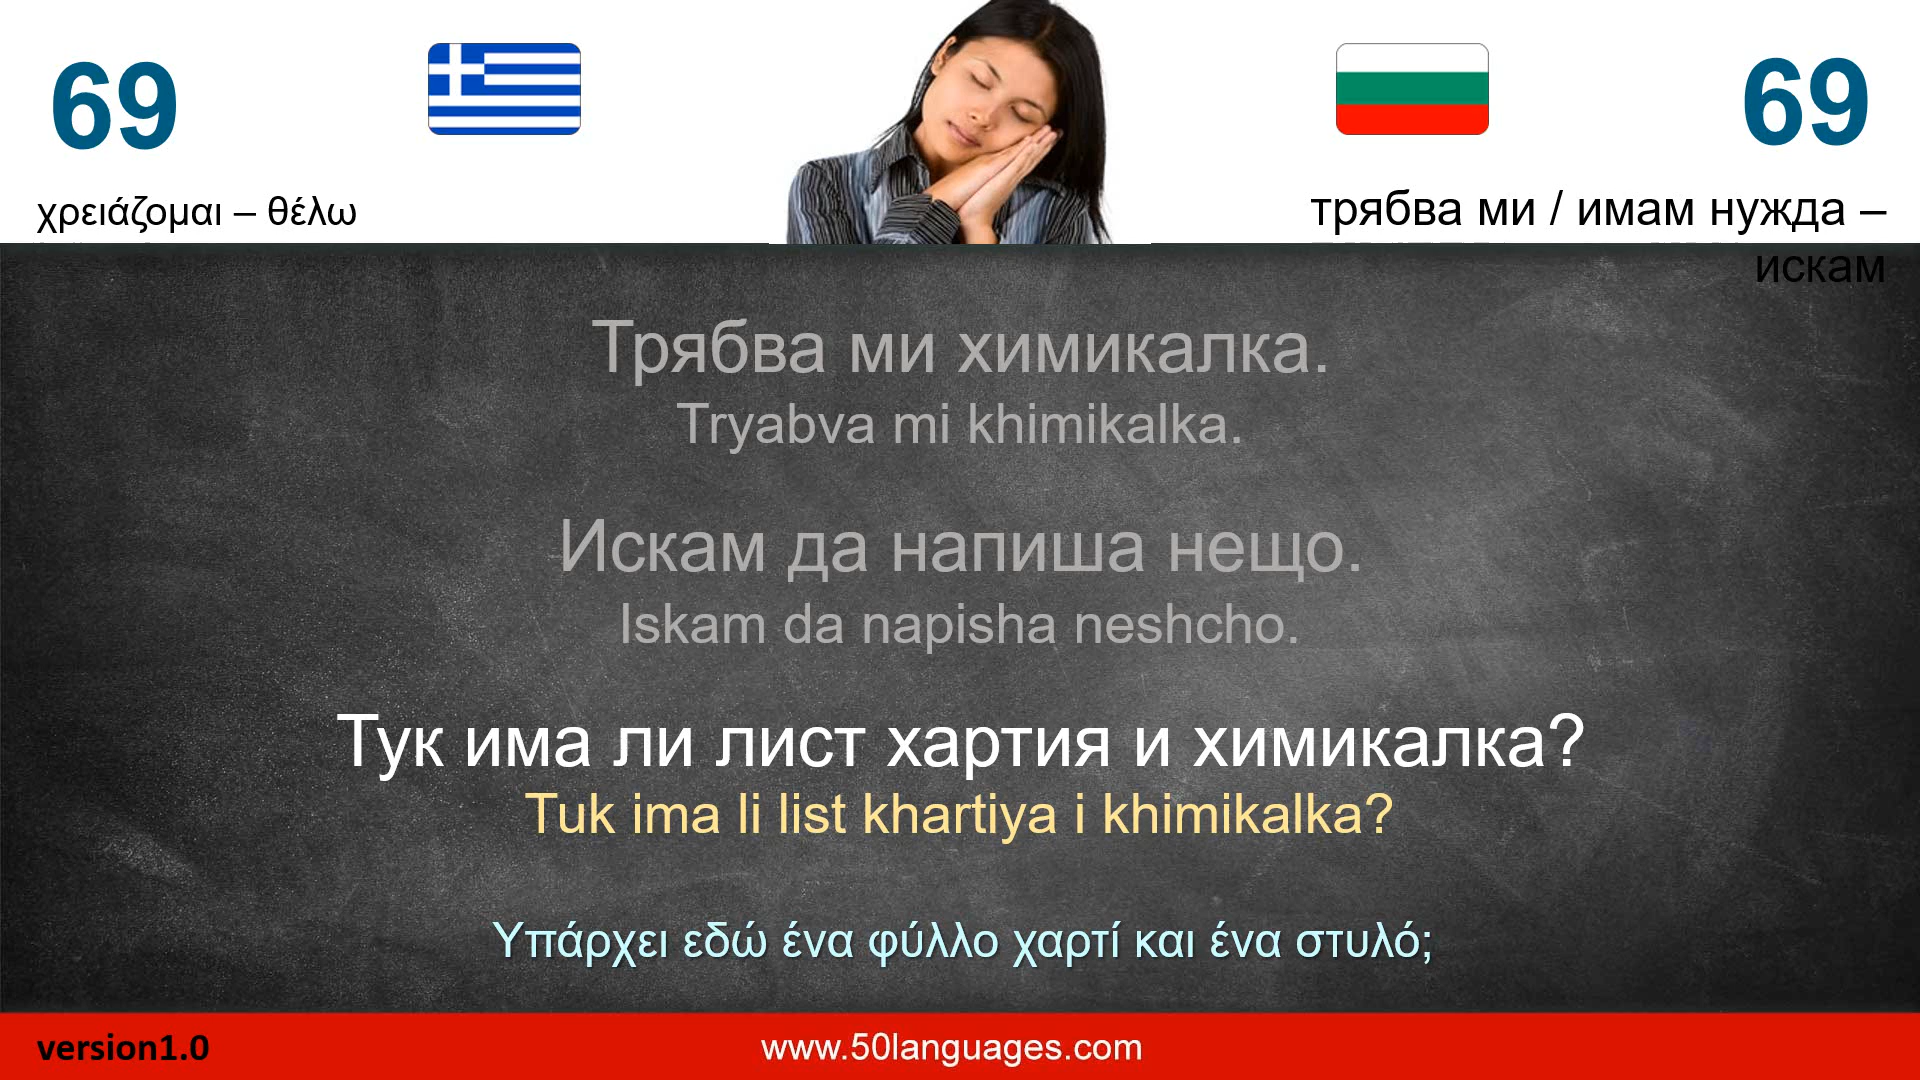 69
69
χρειάζομαι – θέλω
трябва ми / имам нужда –
искам
Трябва ми химикалка.
Tryabva mi khimikalka.
Искам да напиша нещо.
Iskam da napisha neshcho.
Тук има ли лист хартия и химикалка?
Tuk ima li list khartiya i khimikalka?
Υπάρχει εδώ ένα φύλλο χαρτί και ένα στυλό;
version1.0
www.50languages.com